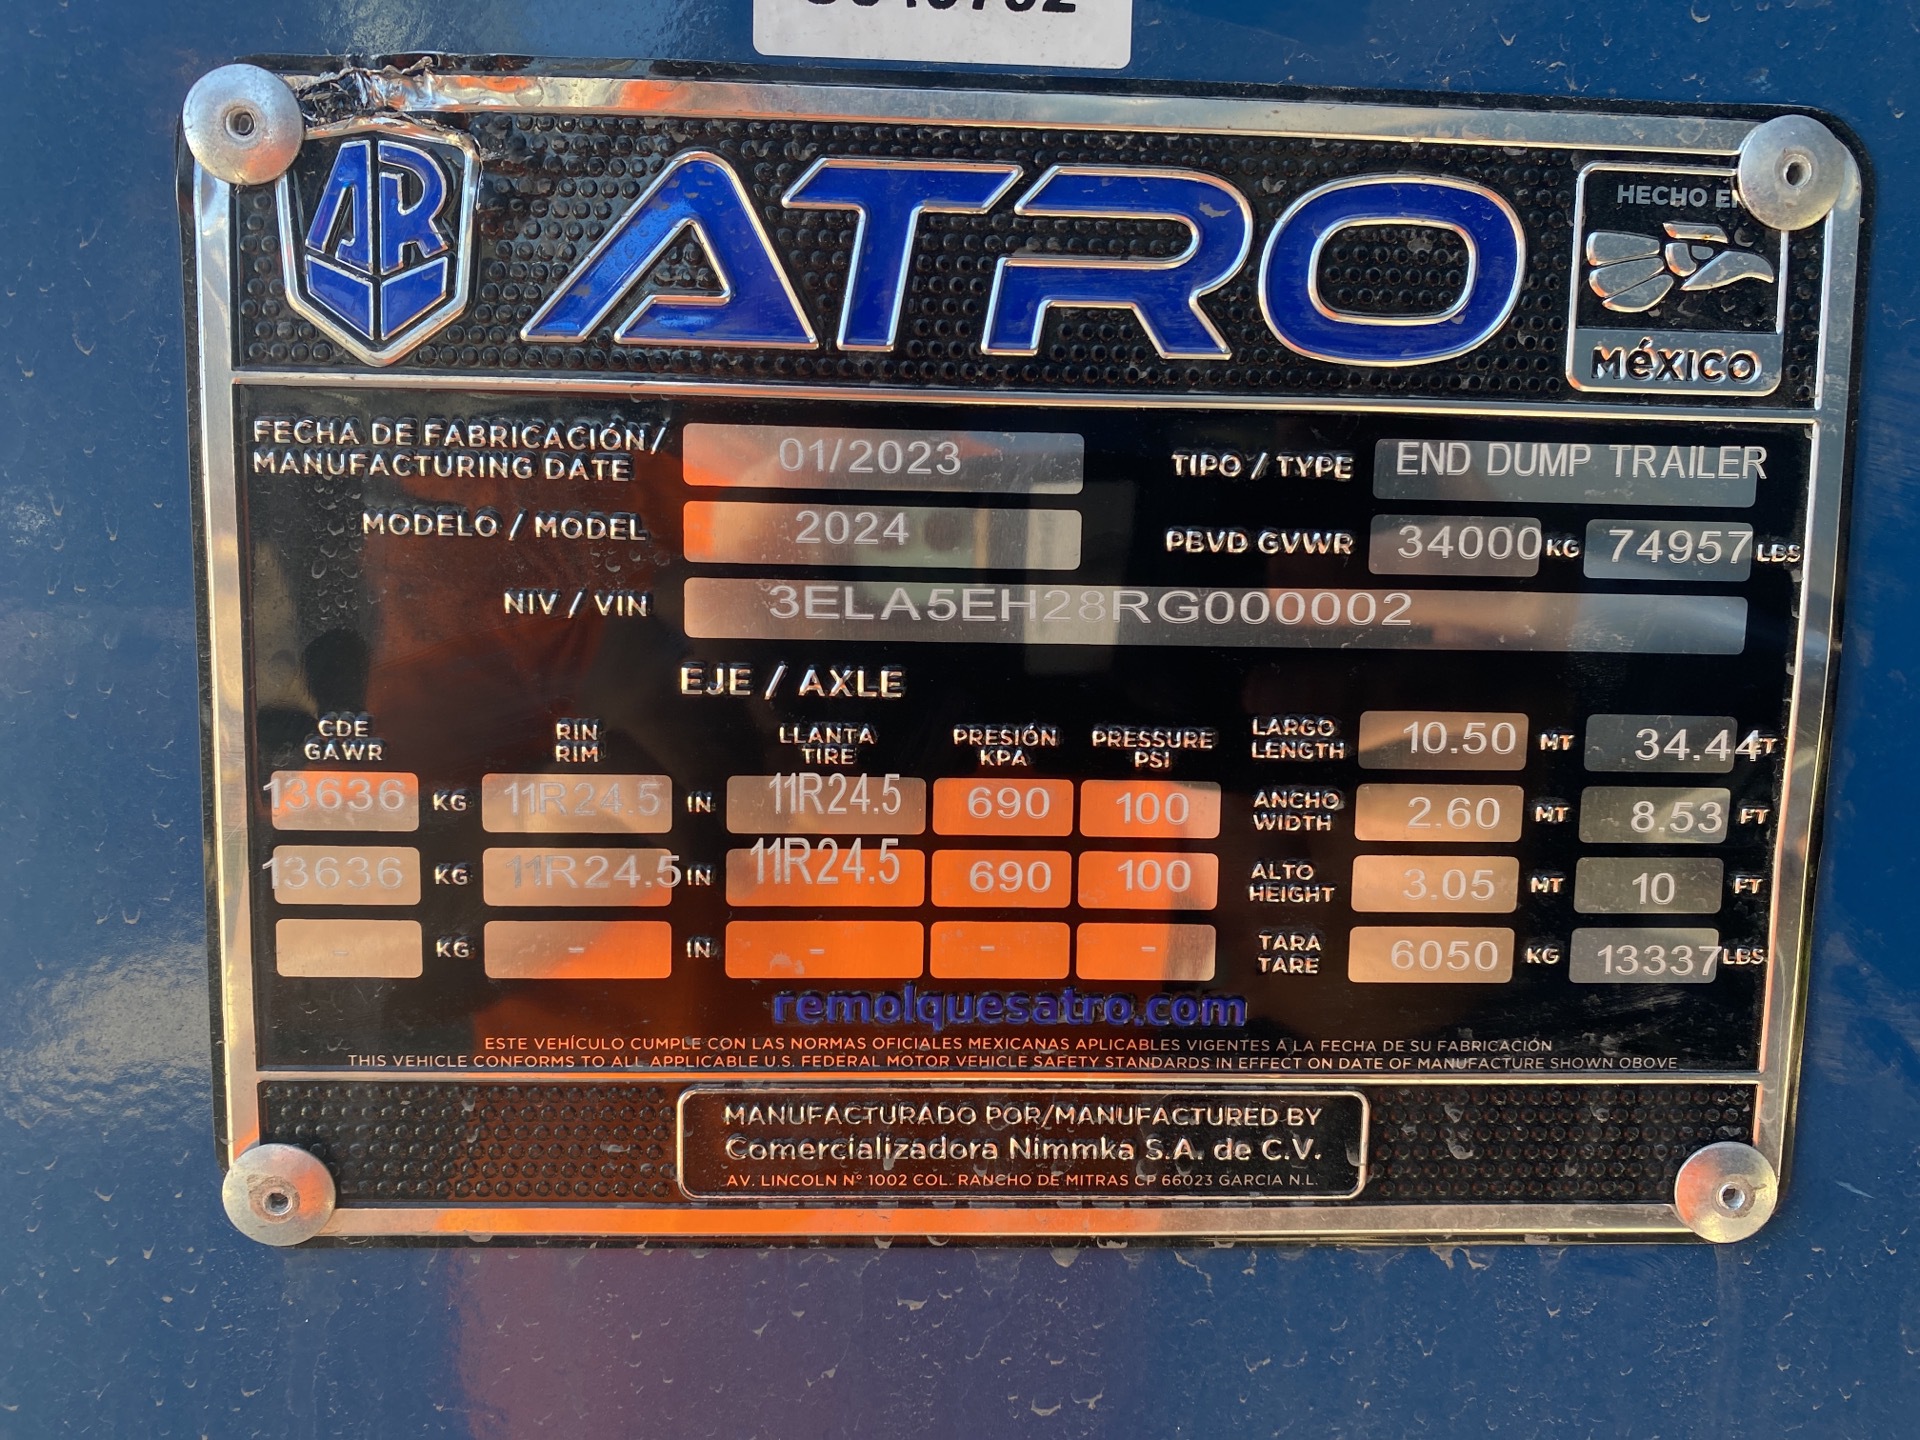 AR ATRO
HECHO EN
MéXICO
FECHA DE FABRICACIÓN/
MANUFACTURING DATE 01/2023 TIPO / TYPE END DUMP TRAILER
MODELO / MODEL 2024 PBVD GVWR 34000 KG 74957 LBS
NIV / VIN 3ELA5EH28RG000002
EJE / AXLE
CDE GAWR RIN RIM LLANTA TIRE PRESIÓN KPA PRESSURE PSI
13636 KG 11R24.5 IN 11R24.5 690 100
13636 KG 11R24.5 IN 11R24.5 690 100
- KG - IN - - -
LARGO LENGTH 10.50 MT 34.44 FT
ANCHO WIDTH 2.60 MT 8.53 FT
ALTO HEIGHT 3.05 MT 10 FT
TARA TARE 6050 KG 13337 LBS
remolquesatro.com
ESTE VEHÍCULO CUMPLE CON LAS NORMAS OFICIALES MEXICANAS APLICABLES VIGENTES A LA FECHA DE SU FABRICACIÓN
THIS VEHICLE CONFORMS TO ALL APPLICABLE U.S. FEDERAL MOTOR VEHICLE SAFETY STANDARDS IN EFFECT ON DATE OF MANUFACTURE SHOWN OBOVE
MANUFACTURADO POR/MANUFACTURED BY
Comercializadora Nimmka S.A. de C.V.
AV. LINCOLN N° 1002 COL. RANCHO DE MITRAS CP 66023 GARCIA N.L.